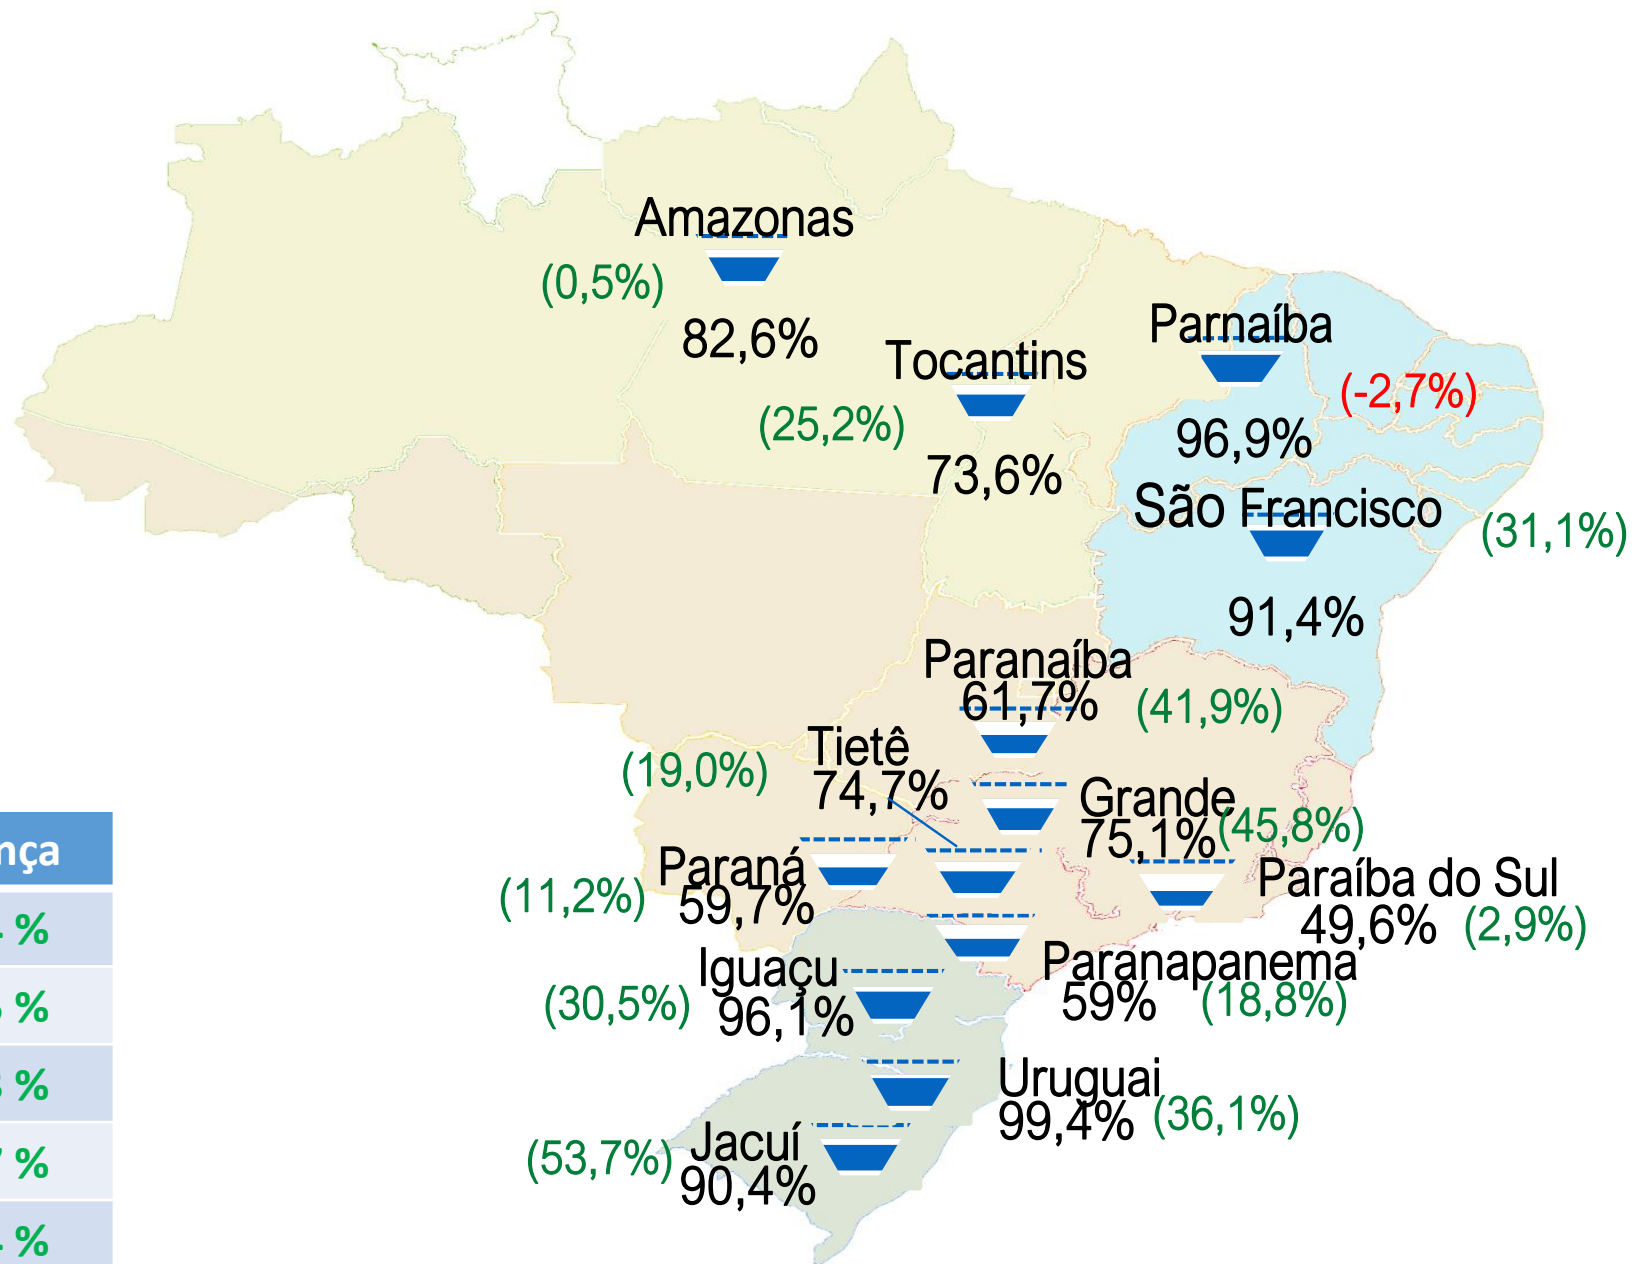 Amazonas
(0,5%)
82,6%
Parnaíba
(-2,7%)
96,9%
Tocantins
(25,2%)
73,6%
São Francisco
(31,1%)
91,4%
Paranaíba
61,7%
(41,9%)
Tietê
(19,0%)
74,7%
Grande
75,1%
(45,8%)
Paraná
(11,2%)
59,7%
Paraíba do Sul
49,6%
(2,9%)
Iguaçu
(30,5%)
96,1%
Paranapanema
59%
(18,8%)
Uruguai
99,4%
(36,1%)
Jacuí
(53,7%)
90,4%
%
%
%
%
%